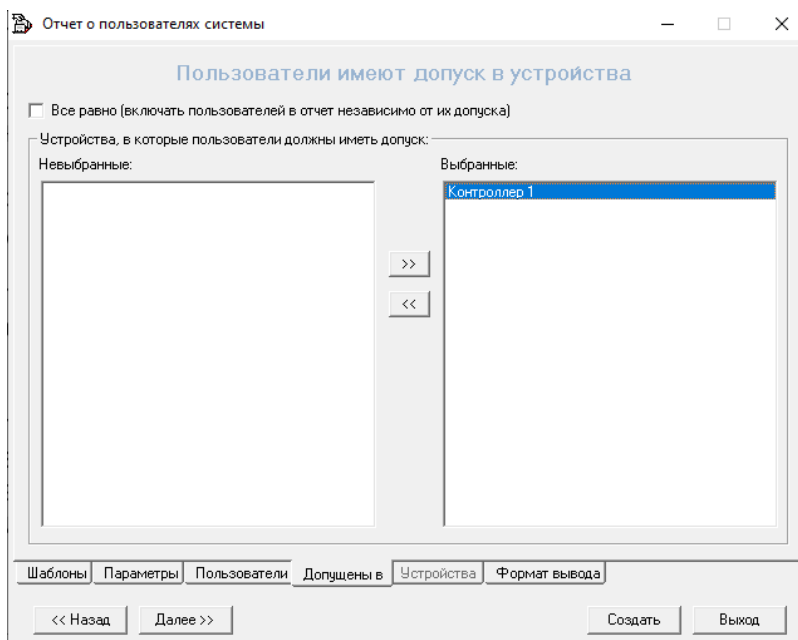 Отчет о пользователях системы
Пользователи имеют допуск в устройства
Все равно (включать пользователей в отчет независимо от их допуска)
Устройства, в которые пользователи должны иметь допуск:
Невыбранные:
Выбранные:
Контроллер 1
>>
<<
Шаблоны Параметры Пользователи Допущены в Устройства Формат вывода
<< Назад Далее >> Создать Выход